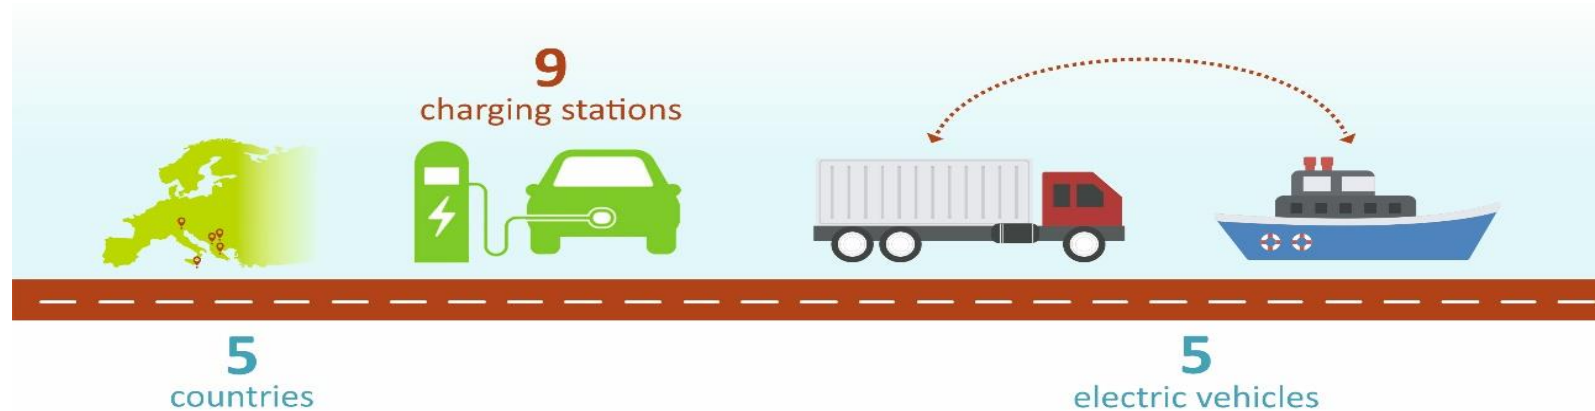 9
charging stations
5
countries
5
electric vehicles